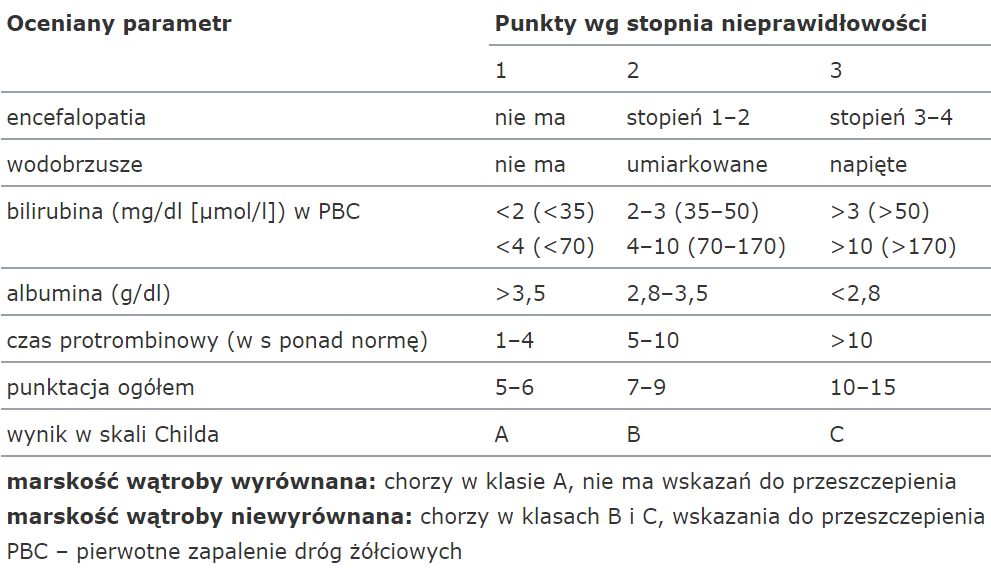 Oceniany parametr Punkty wg stopnia nieprawidłowości
1 2 3
encefalopatia nie ma stopień 1–2 stopień 3–4
wodobrzusze nie ma umiarkowane napięte
bilirubina (mg/dl [µmol/l]) w PBC <2 (<35) 2–3 (35–50) >3 (>50)
<4 (<70) 4–10 (70–170) >10 (>170)
albumina (g/dl) >3,5 2,8–3,5 <2,8
czas protrombinowy (w s ponad normę) 1–4 5–10 >10
punktacja ogółem 5–6 7–9 10–15
wynik w skali Childa A B C
marskość wątroby wyrównana: chorzy w klasie A, nie ma wskazań do przeszczepienia
marskość wątroby niewyrównana: chorzy w klasach B i C, wskazania do przeszczepienia
PBC – pierwotne zapalenie dróg żółciowych